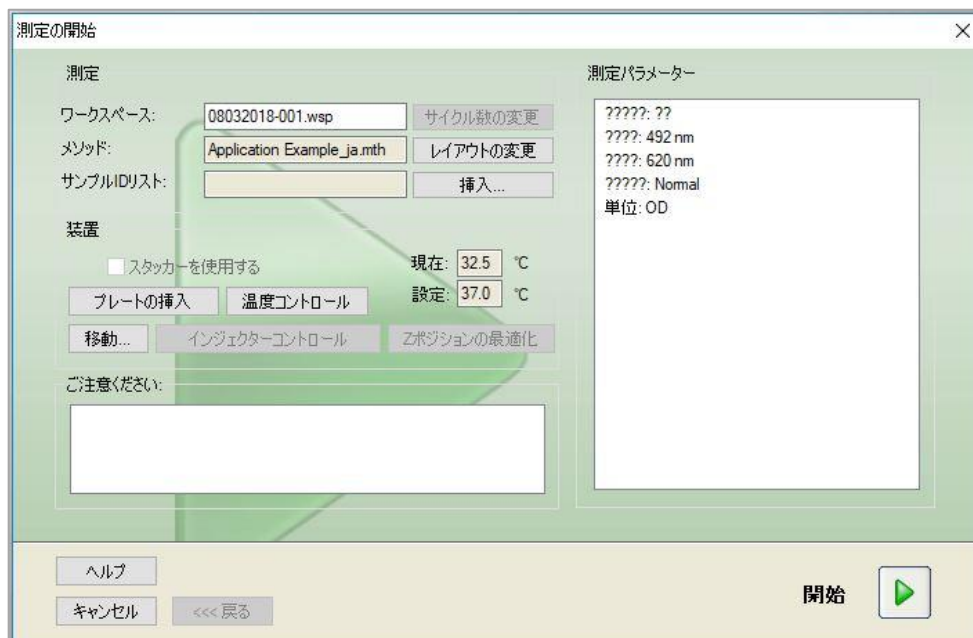 測定の開始
測定
ワークスペース: 08032018-001.wsp サイクル数の変更
メソッド: Application Example_ja.mth レイアウトの変更
サンプルIDリスト: 挿入...
装置
スタッカーを使用する
現在: 32.5 ℃
設定: 37.0 ℃
プレートの挿入 温度コントロール
移動... インジェクターコントロール Zポジションの最適化
ご注意ください:
測定パラメーター
?????: ??
????: 492 nm
????: 620 nm
?????: Normal
単位: OD
ヘルプ
キャンセル <<< 戻る
開始